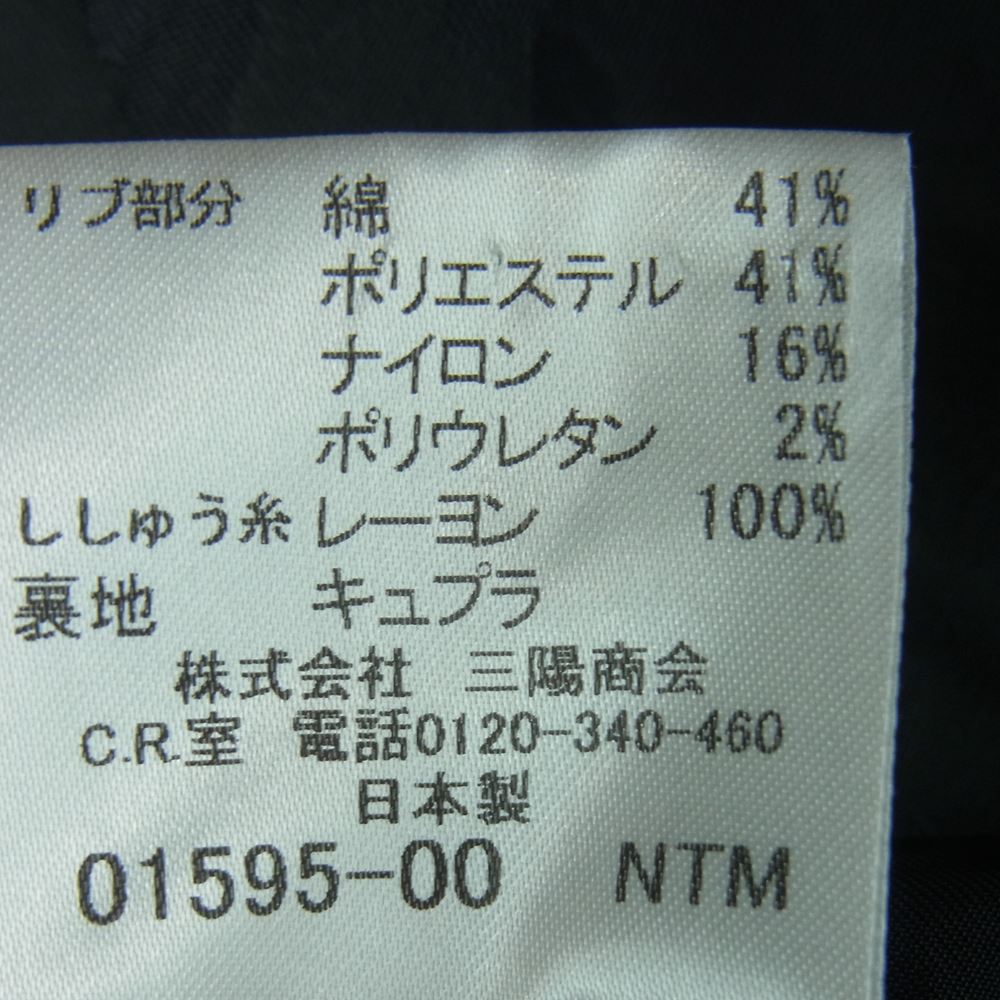 リブ部分 綿 41%
ポリエステル 41%
ナイロン 16%
ポリウレタン 2%
ししゅう糸 レーヨン 100%
裏地 キュプラ
株式会社 三陽商会
C.R.室 電話0120-340-460
日本製
01595-00 NTM